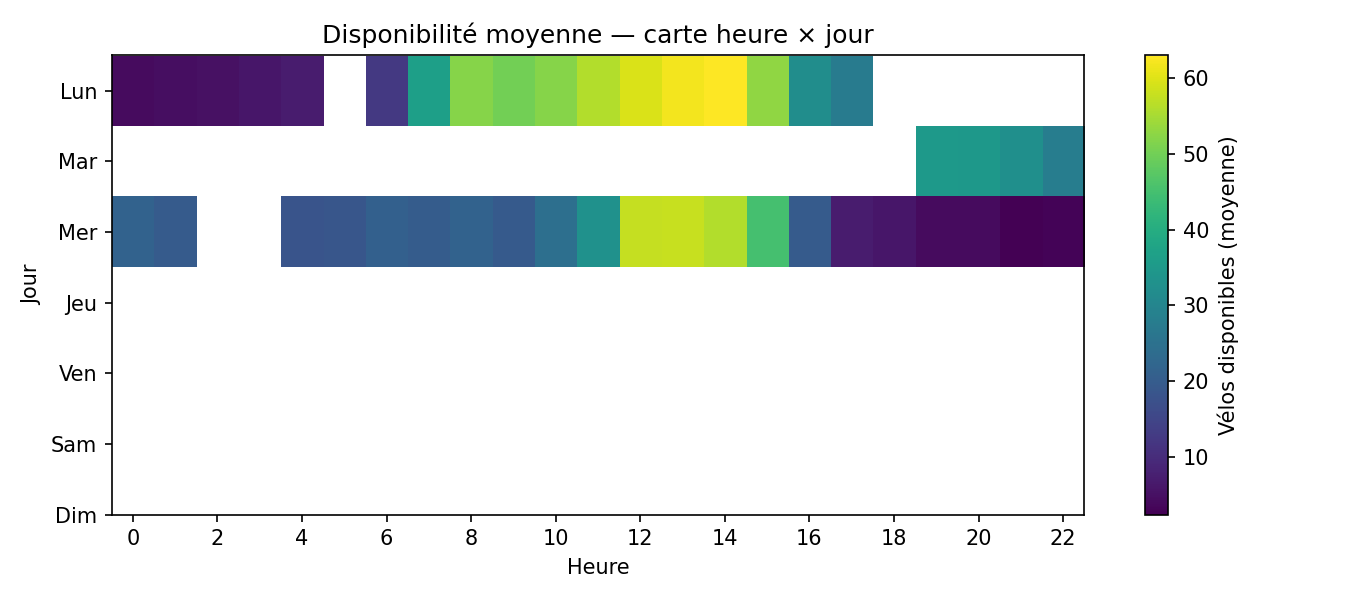 Disponibilité moyenne — carte heure × jour
Jour
Lun
Mar
Mer
Jeu
Ven
Sam
Dim
0 2 4 6 8 10 12 14 16 18 20 22
Heure
60
50
40
30
20
10
Vélos disponibles (moyenne)